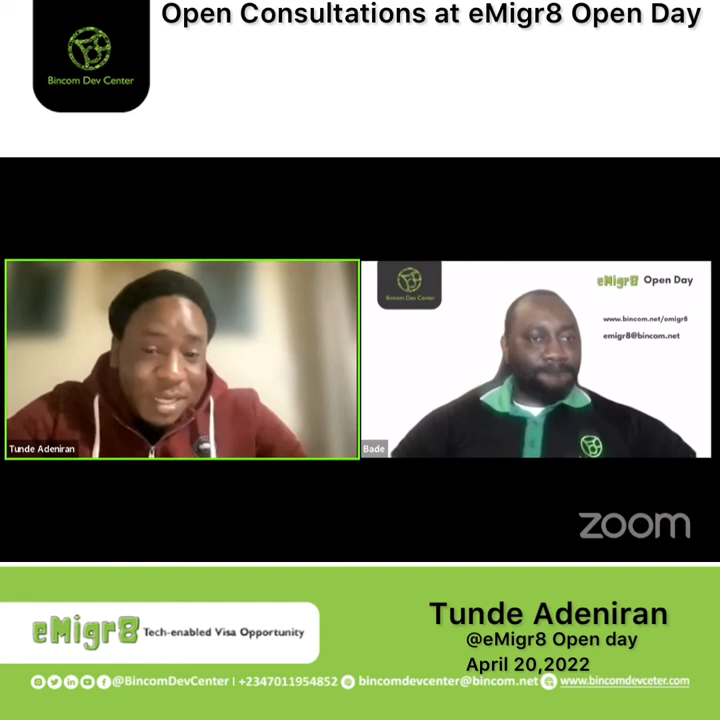 Open Consultations at eMigr8 Open Day
Bincom Dev Center
Bincom Dev Center
eMigr8 Open Day
www.bincom.net/emigr8
emigr8@bincom.net
Tunde Adeniran
Bade
zoom
eMigr8 Tech-enabled Visa Opportunity
Tunde Adeniran
@eMigr8 Open day
April 20,2022
@BincomDevCenter | +2347011954852 bincomdevcenter@bincom.net www.bincomdevceter.com